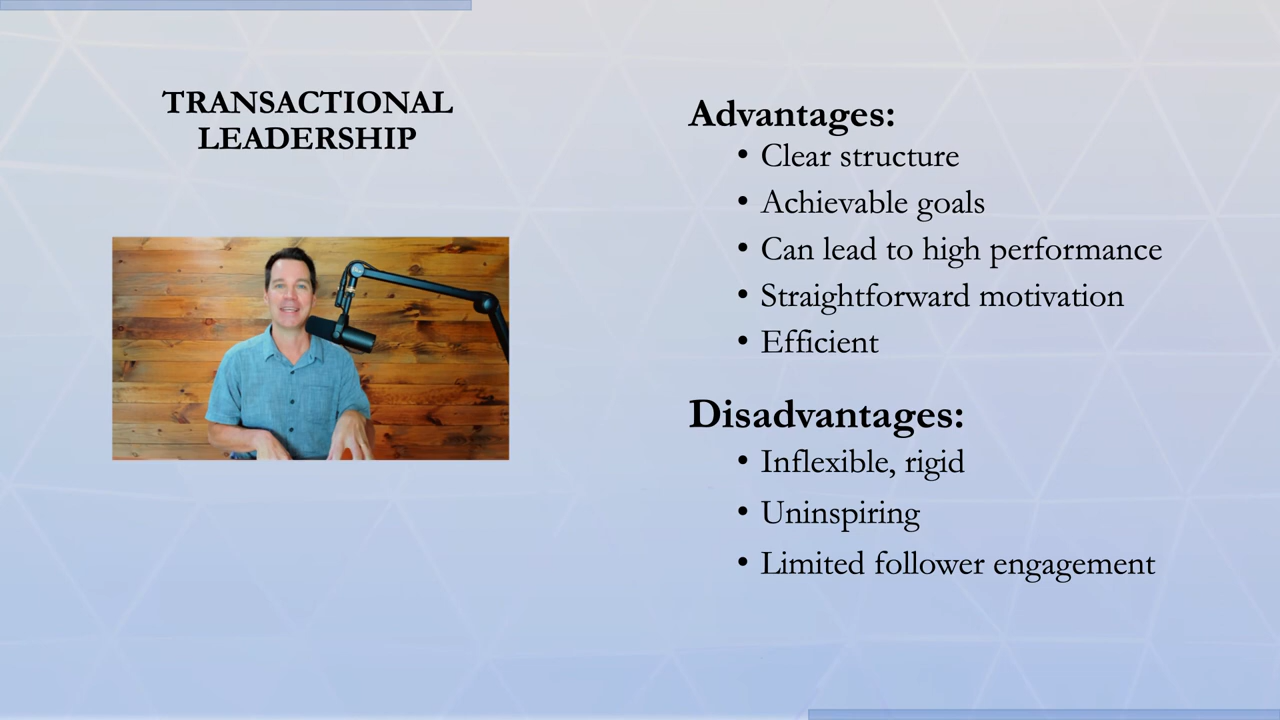 TRANSACTIONAL
LEADERSHIP
Advantages:
• Clear structure
• Achievable goals
• Can lead to high performance
• Straightforward motivation
• Efficient
Disadvantages:
• Inflexible, rigid
• Uninspiring
• Limited follower engagement